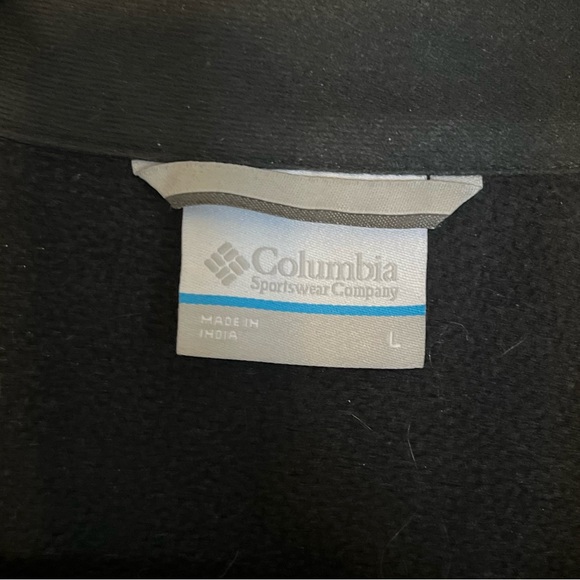 Columbia
Sportswear Company
MADE IN
INDIA
L